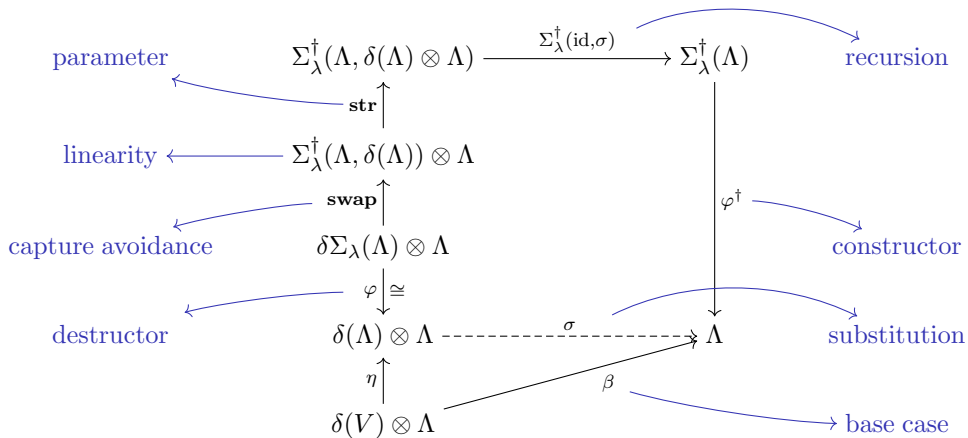 Σ†λ(id,σ)
parameter Σ†λ(Λ, δ(Λ) ⊗ Λ) Σ†λ(Λ) recursion
str
linearity Σ†λ(Λ, δ(Λ)) ⊗ Λ
swap φ†
capture avoidance δΣλ(Λ) ⊗ Λ constructor
φ ≅
σ
destructor δ(Λ) ⊗ Λ Λ substitution
η β
δ(V) ⊗ Λ base case